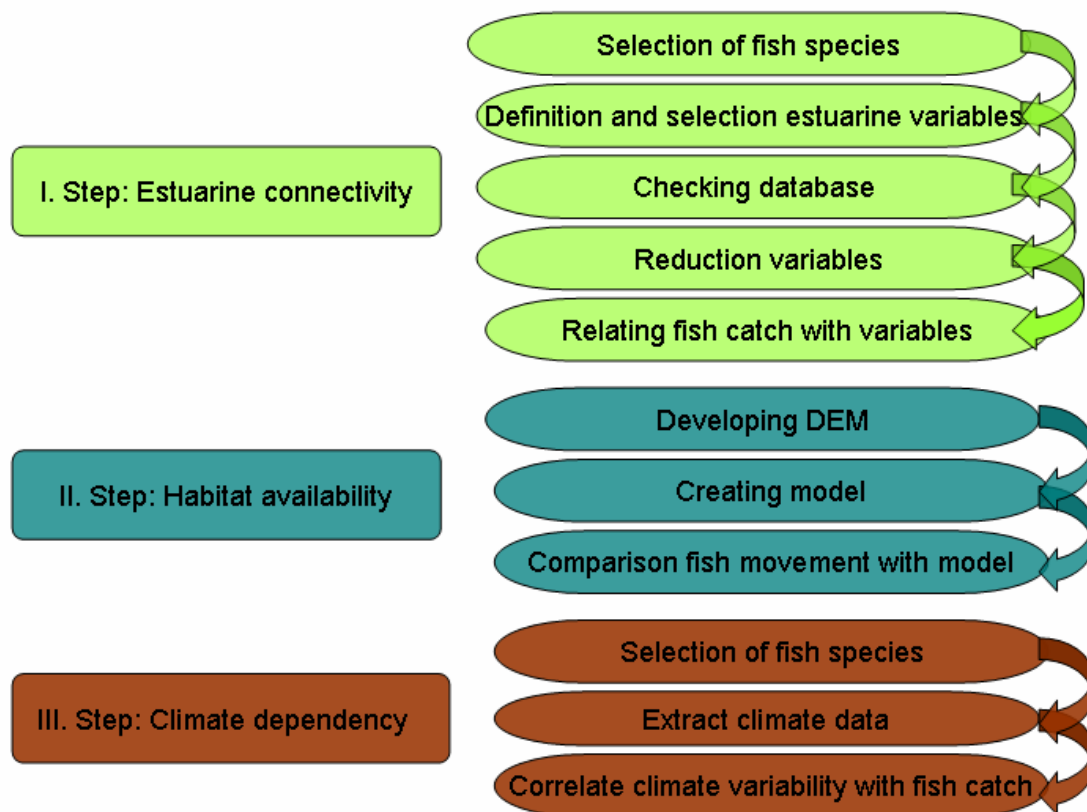 Selection of fish species
Definition and selection estuarine variables
I. Step: Estuarine connectivity
Checking database
Reduction variables
Relating fish catch with variables
Developing DEM
II. Step: Habitat availability
Creating model
Comparison fish movement with model
Selection of fish species
III. Step: Climate dependency
Extract climate data
Correlate climate variability with fish catch